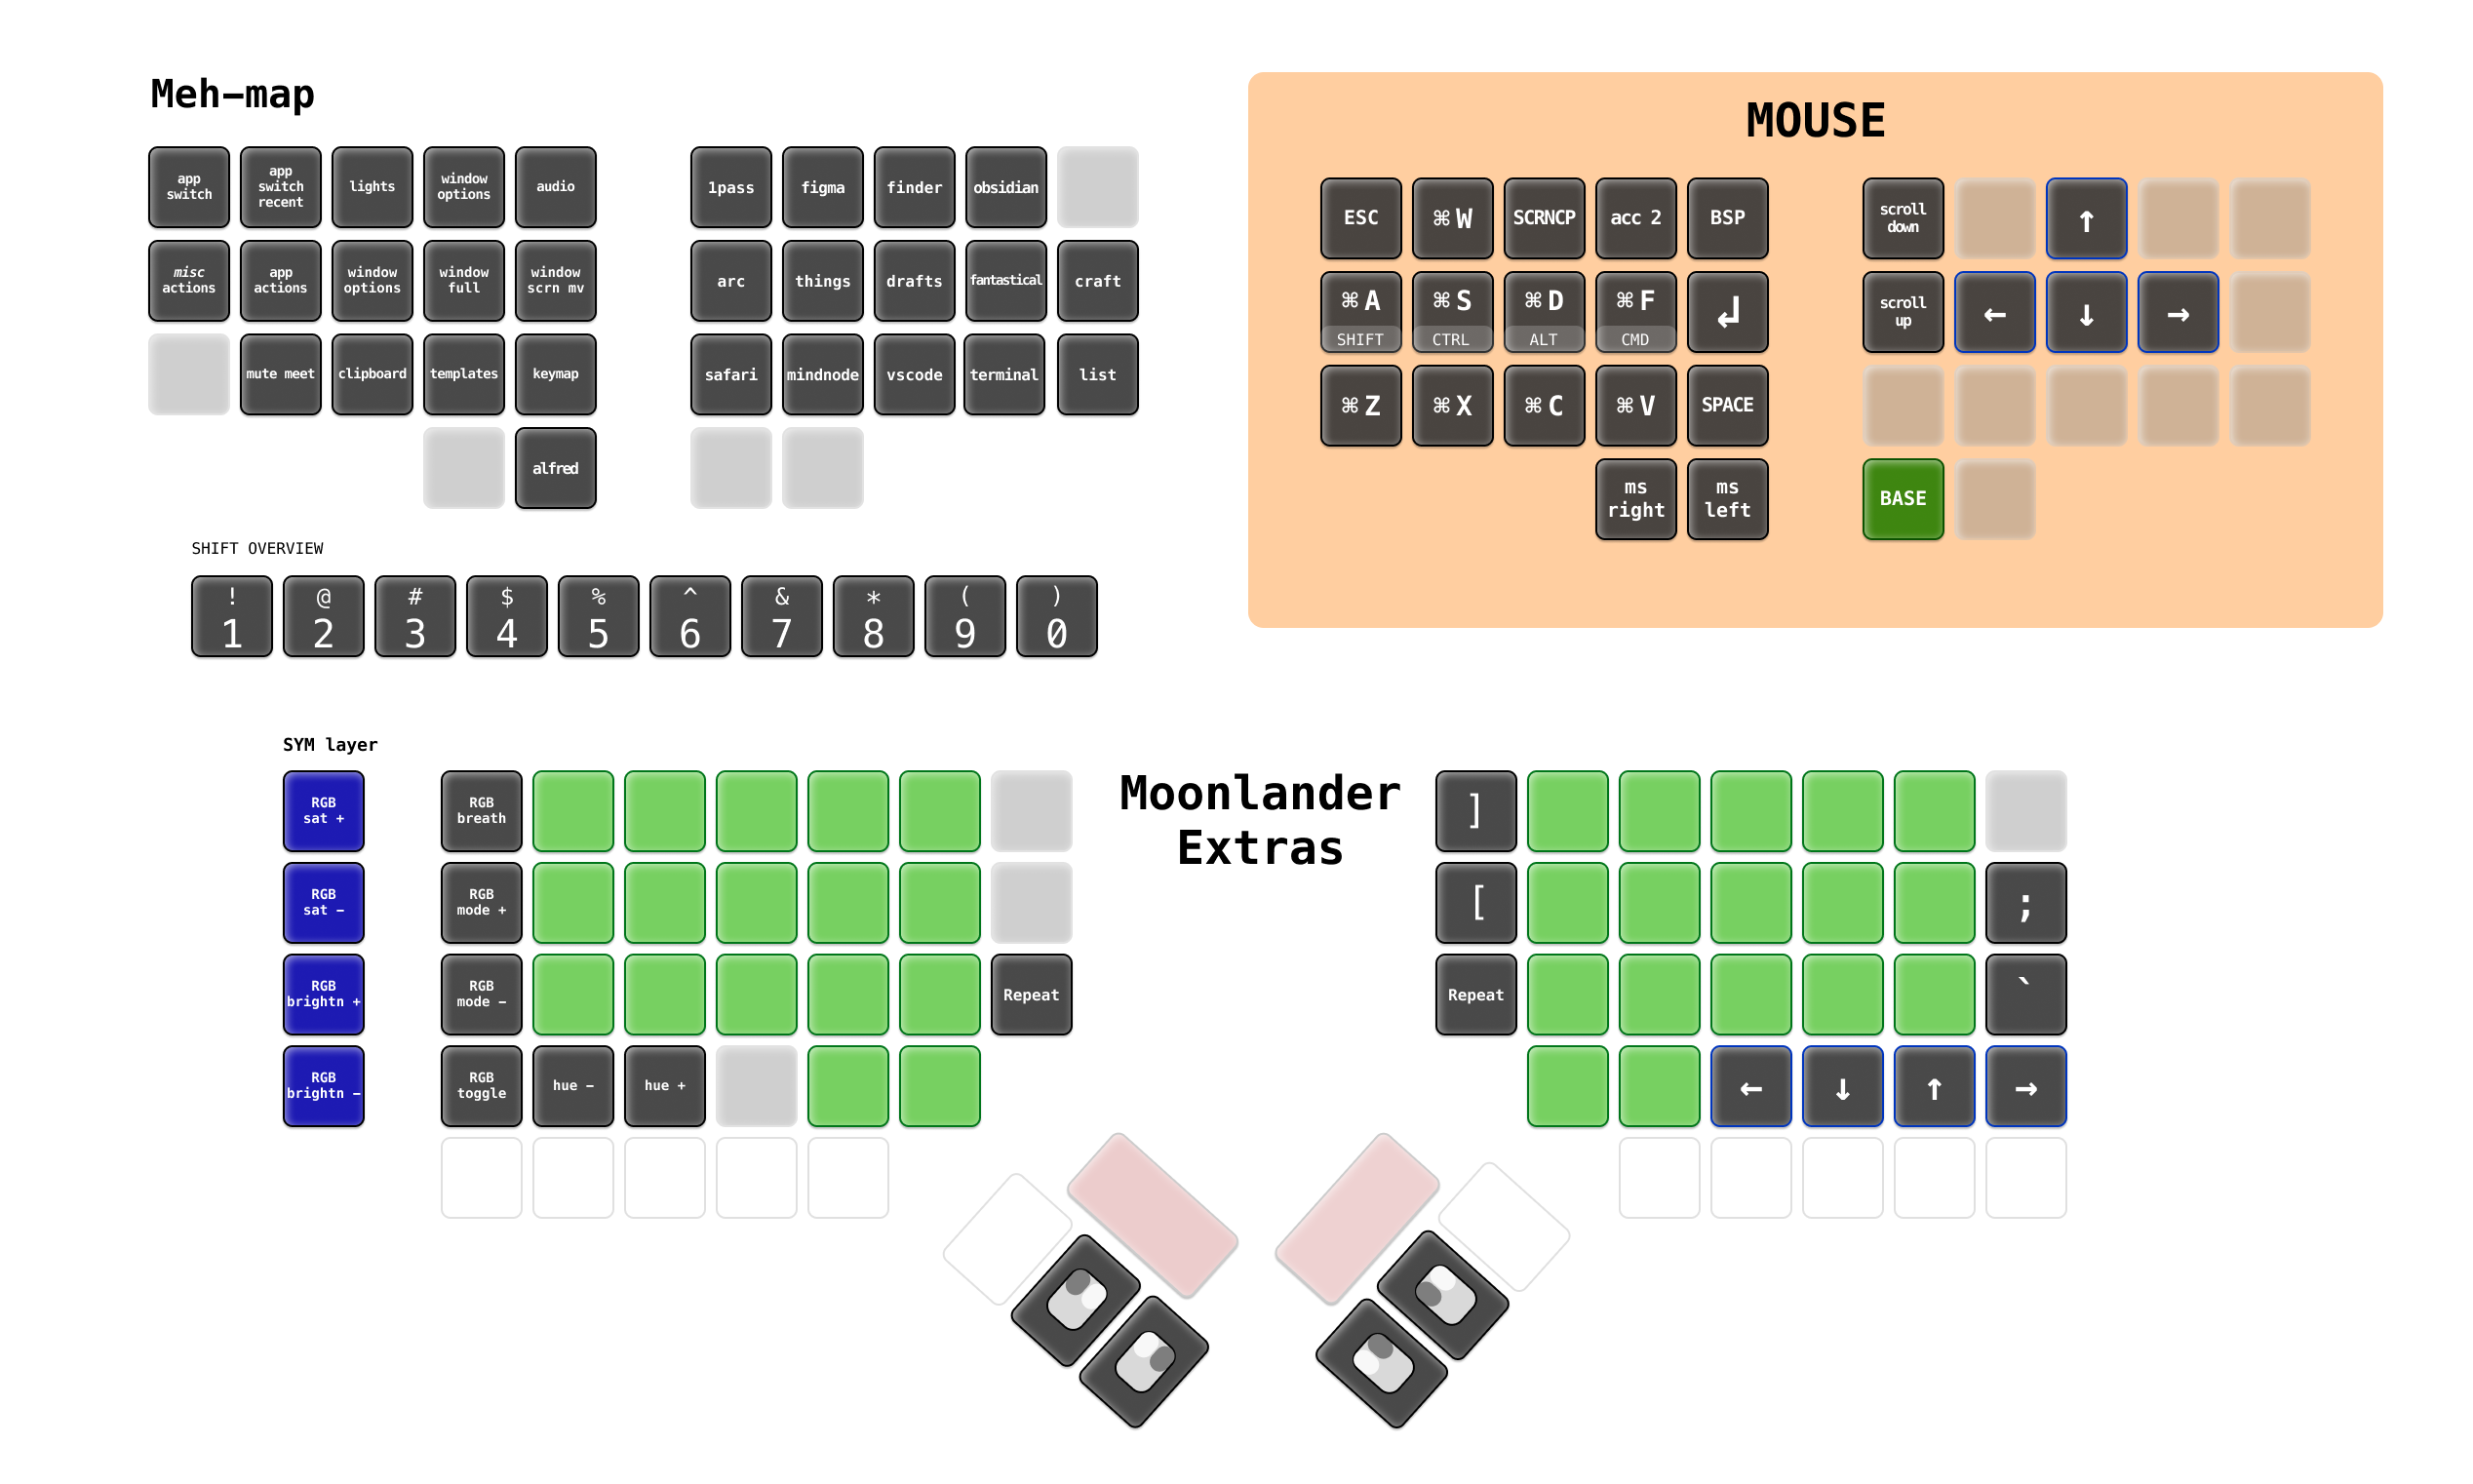 Meh-map
app
switch
app
switch
recent
lights
window
options
audio
1pass
figma
finder
obsidian
misc
actions
app
actions
window
options
window
full
window
scrn mv
arc
things
drafts
fantastical
craft
mute meet
clipboard
templates
keymap
safari
mindnode
vscode
terminal
list
alfred
SHIFT OVERVIEW
!
1
@
2
#
3
$
4
%
5
^
6
&
7
*
8
(
9
)
0
MOUSE
ESC
⌘ W
SCRNCP
acc 2
BSP
scroll
down
↑
⌘ A
SHIFT
⌘ S
CTRL
⌘ D
ALT
⌘ F
CMD
↲
scroll
up
←
↓
→
⌘ Z
⌘ X
⌘ C
⌘ V
SPACE
ms
right
ms
left
BASE
SYM layer
Moonlander
Extras
RGB
sat +
RGB
breath
]
RGB
sat −
RGB
mode +
[
;
RGB
brightn +
RGB
mode −
Repeat
Repeat
`
RGB
brightn −
RGB
toggle
hue −
hue +
←
↓
↑
→